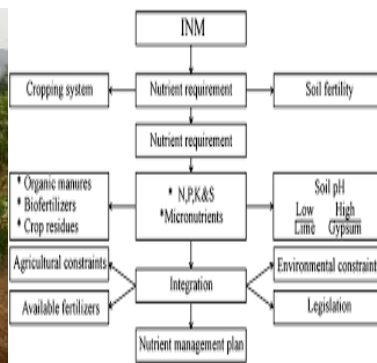 INM
Cropping system
Nutrient requirement
Soil fertility
Nutrient requirement
* Organic manures
* Biofertilizers
* Crop residues
* N,P,K&S
*Micronutrients
Soil pH
Low High
Lime Gypsum
Agricultural constraints
Integration
Environmental constraint
Available fertilizers
Legislation
Nutrient management plan